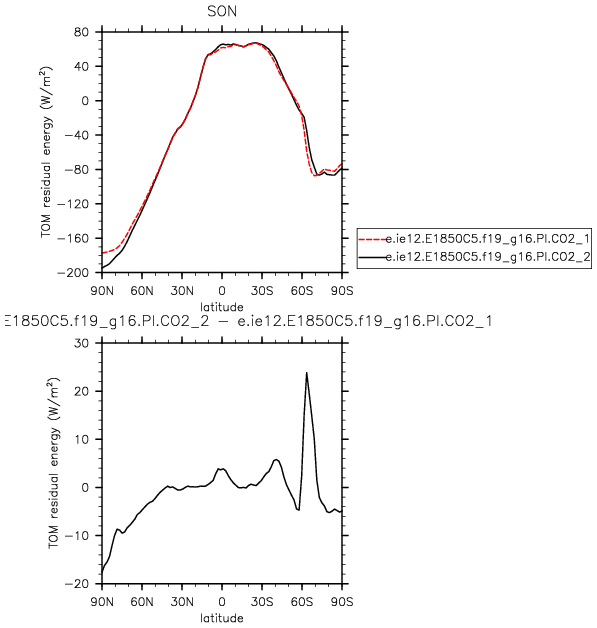 SON
80
40
0
−40
−80
−120
−160
−200
TOM residual energy (W/m²)
90N 60N 30N 0 30S 60S 90S
latitude
e.ie12.E1850C5.f19_g16.PI.CO2_1
e.ie12.E1850C5.f19_g16.PI.CO2_2
E1850C5.f19_g16.PI.CO2_2 − e.ie12.E1850C5.f19_g16.PI.CO2_1
30
20
10
0
−10
−20
TOM residual energy (W/m²)
90N 60N 30N 0 30S 60S 90S
latitude